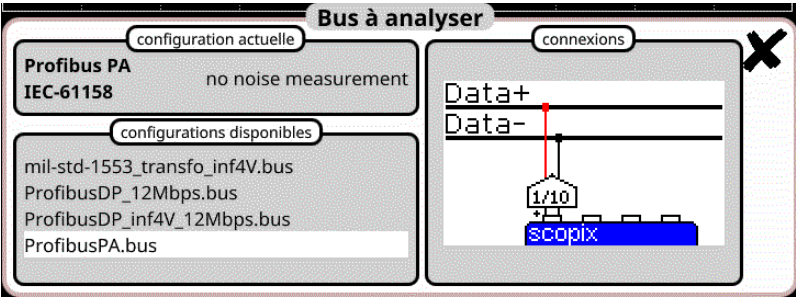 Bus à analyser
configuration actuelle
Profibus PA
IEC-61158
no noise measurement
configurations disponibles
mil-std-1553_transfo_inf4V.bus
ProfibusDP_12Mbps.bus
ProfibusDP_inf4V_12Mbps.bus
ProfibusPA.bus
connexions
Data+
Data-
1/10
+
scopix